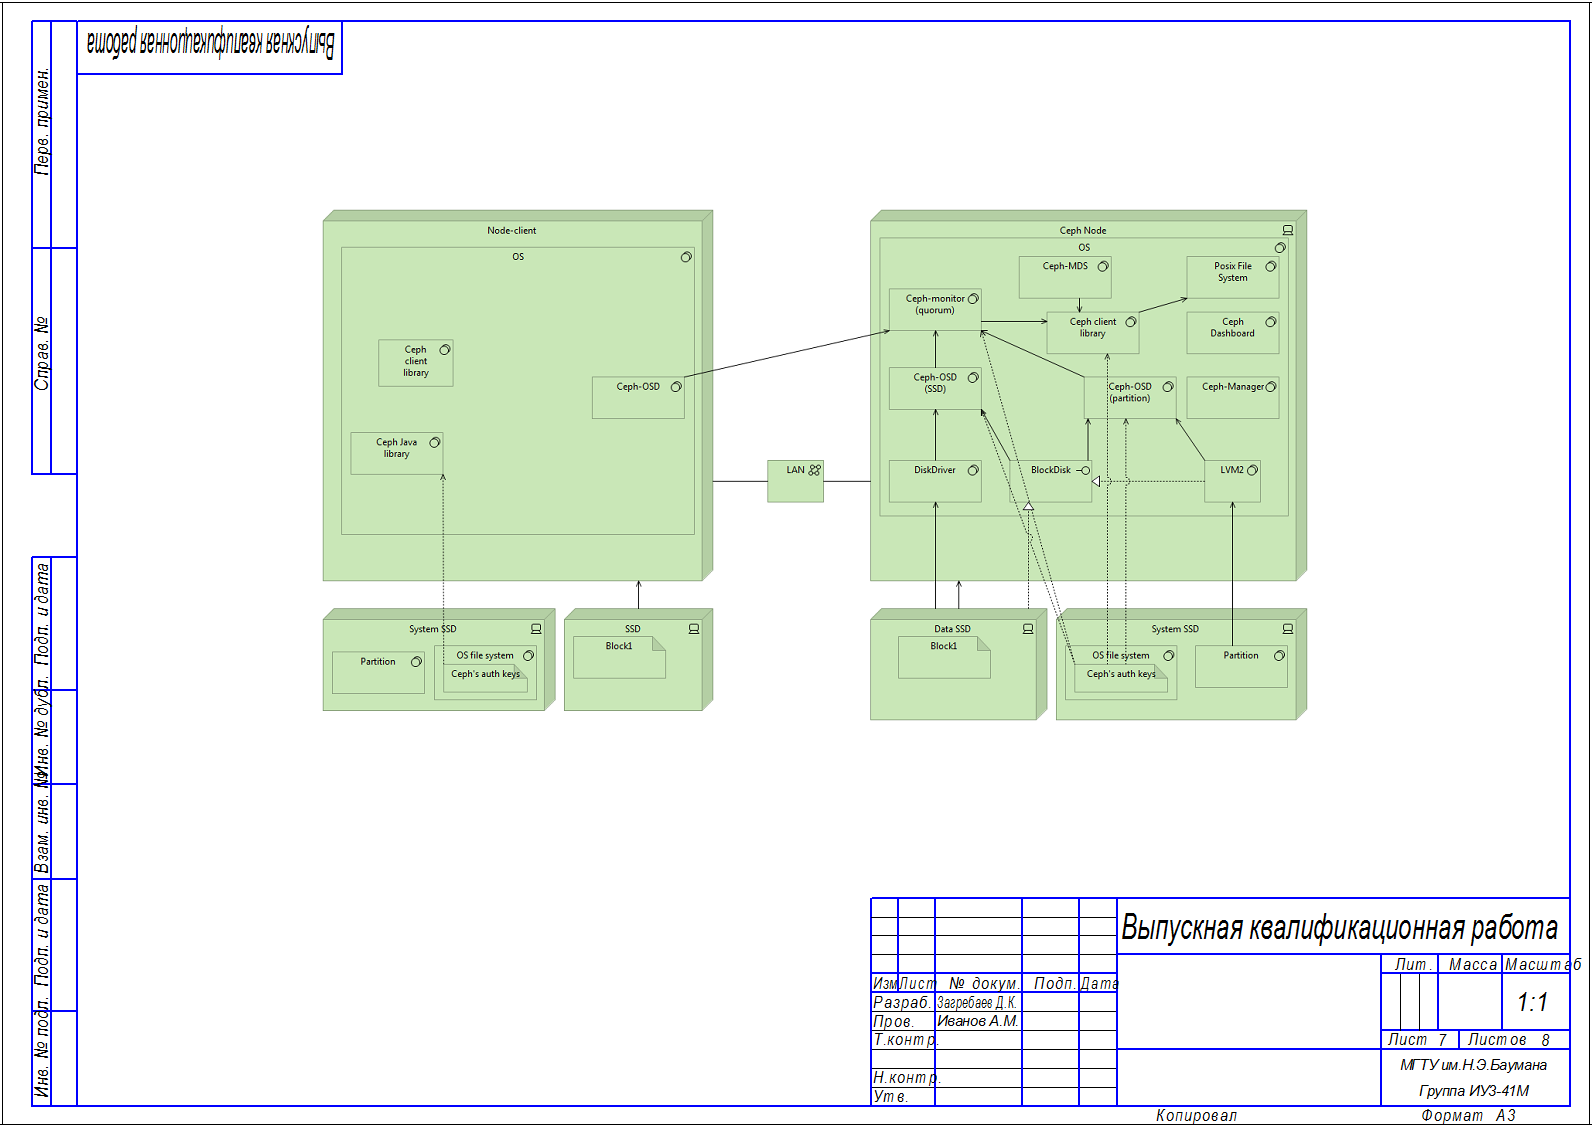 Выпускная квалификационная работа
Перв. примен.
Справ. №
Подп. и дата
Инв. № дубл.
Взам. инв. №
Подп. и дата
Инв. № подл.
Node-client
OS
Ceph
client
library
Ceph-OSD
Ceph Java
library
System SSD
Partition
OS file system
Ceph's auth keys
SSD
Block1
LAN
Ceph Node
OS
Ceph-MDS
Posix File
System
Ceph-monitor
(quorum)
Ceph client
library
Ceph
Dashboard
Ceph-OSD
(SSD)
Ceph-OSD
(partition)
Ceph-Manager
DiskDriver
BlockDisk
LVM2
Data SSD
Block1
System SSD
OS file system
Ceph's auth keys
Partition
Выпускная квалификационная работа
Лит. Масса Масштаб
1:1
Изм Лист № докум. Подп. Дата
Разраб. Загребаев Д.К.
Пров. Иванов А.М.
Т.контр.
Н.контр.
Утв.
Лист 7 Листов 8
МГТУ им.Н.Э.Баумана
Группа ИУ3-41М
Копировал Формат А3